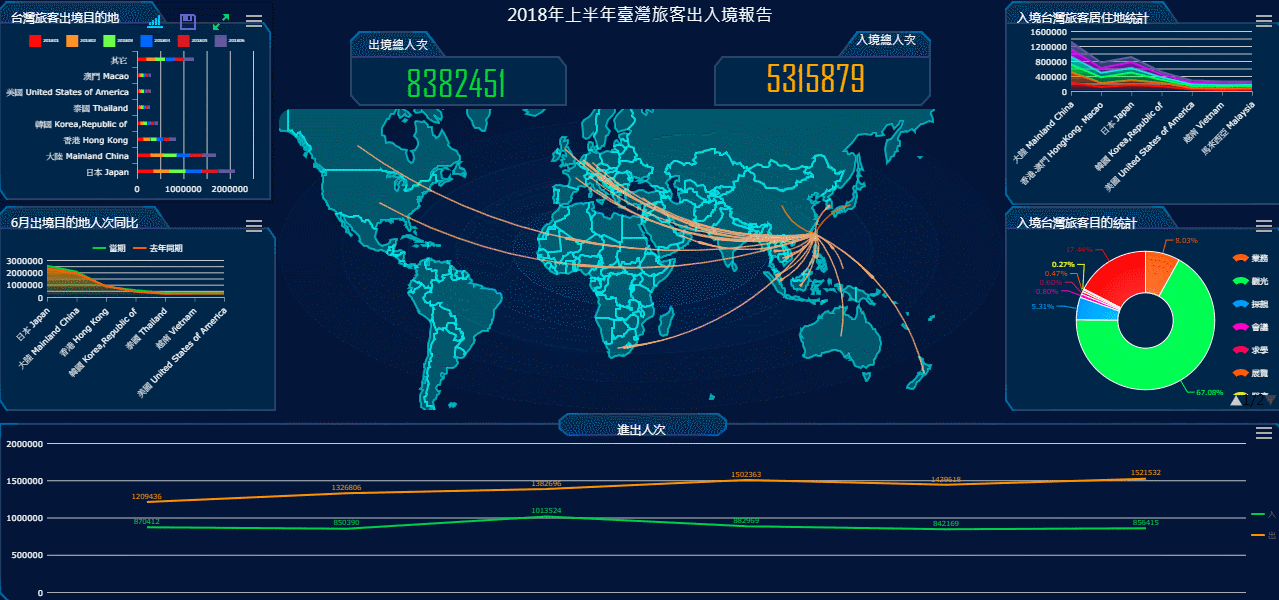 2018年上半年臺灣旅客出入境報告
台灣旅客出境目的地
201801
201802
201803
201804
201805
201806
其它
澳門 Macao
美國 United States of America
泰國 Thailand
韓國 Korea,Republic of
香港 Hong Kong
大陸 Mainland China
日本 Japan
0
1000000
2000000
出境總人次
8382451
入境總人次
5315879
入境台灣旅客居住地統計
1600000
1200000
800000
400000
0
大陸 Mainland China
香港.澳門 HongKong. Macao
日本 Japan
韓國 Korea,Republic of
美國 United States of America
越南 Vietnam
馬來西亞 Malaysia
6月出境目的地人次同比
當期
去年同期
3000000
2000000
1000000
0
日本 Japan
大陸 Mainland China
香港 Hong Kong
韓國 Korea,Republic of
泰國 Thailand
越南 Vietnam
美國 United States of America
入境台灣旅客目的統計
8.03%
17.44%
0.27%
0.47%
0.60%
0.80%
5.31%
67.08%
業務
觀光
探親
會議
求學
展覽
1/2
進出人次
2000000
1500000
1000000
500000
0
1209436
1326806
1382696
1502363
1439618
1521532
870412
850390
1013524
882969
842169
856415
入
出